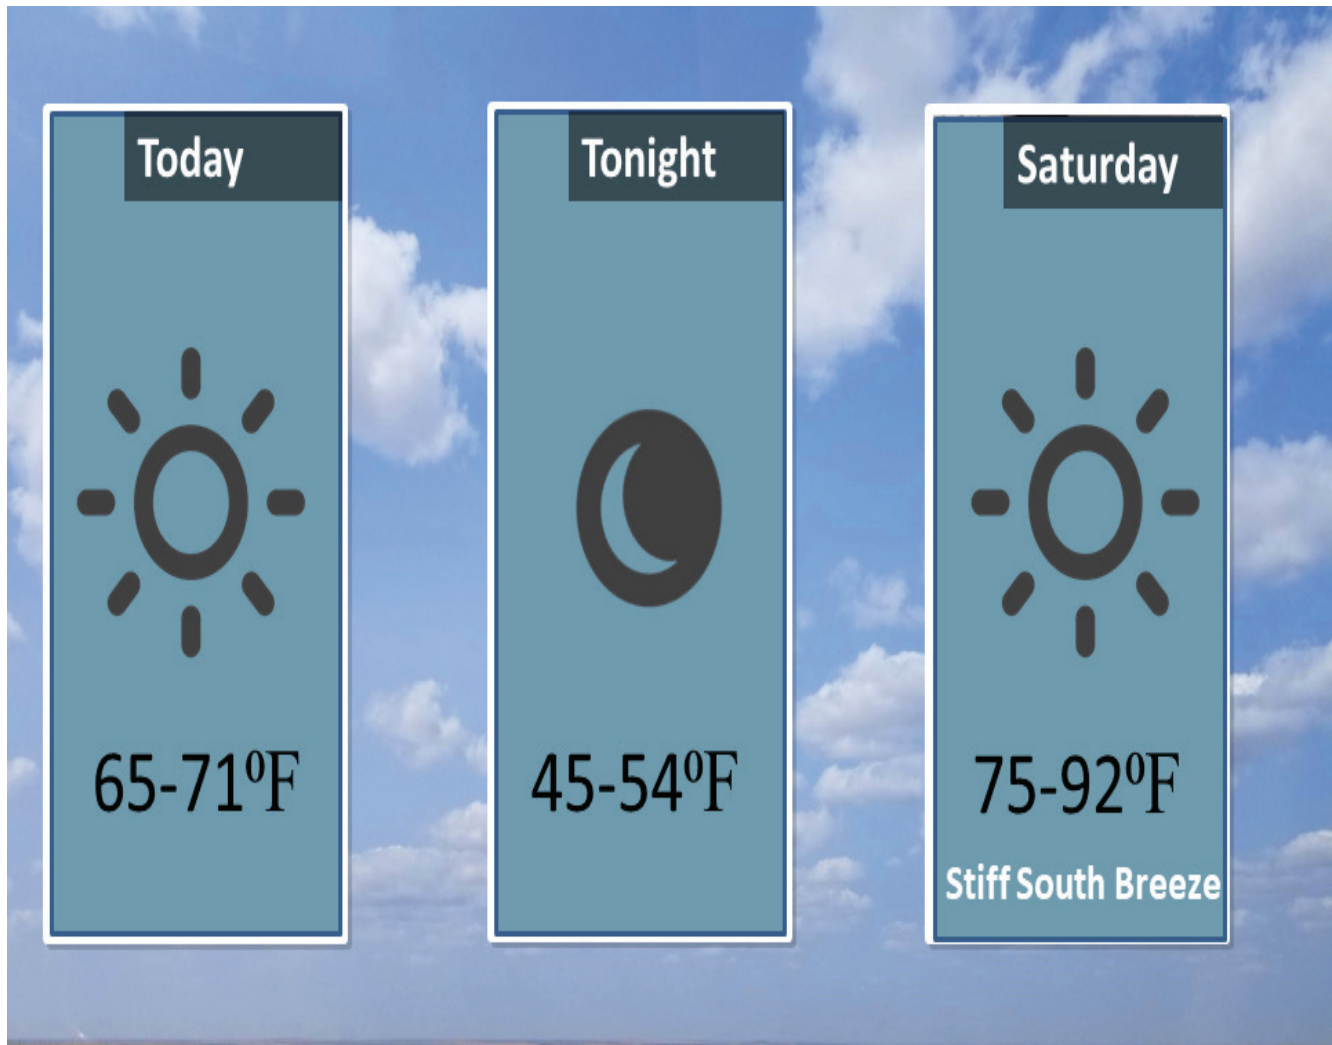 Today
65-71⁰F
Tonight
45-54⁰F
Saturday
75-92⁰F
Stiff South Breeze